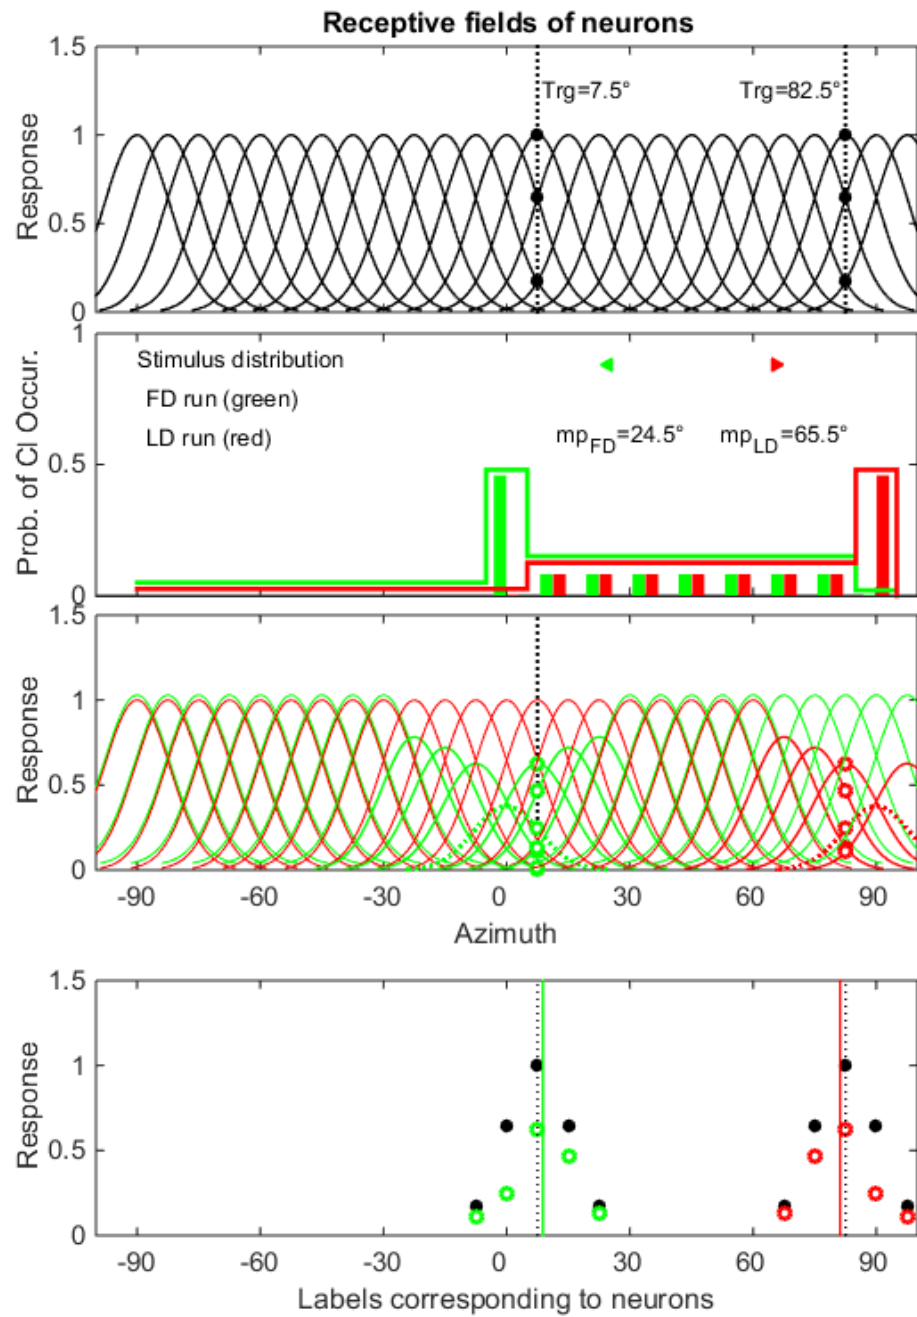 Receptive fields of neurons
1.5
Trg=7.5° Trg=82.5°
1
Response
0.5
0
1
Stimulus distribution
FD run (green)
LD run (red)
mp_FD=24.5° mp_LD=65.5°
Prob. of CI Occur.
0.5
0
1.5
1
Response
0.5
0
-90 -60 -30 0 30 60 90
Azimuth
1.5
1
Response
0.5
0
-90 -60 -30 0 30 60 90
Labels corresponding to neurons